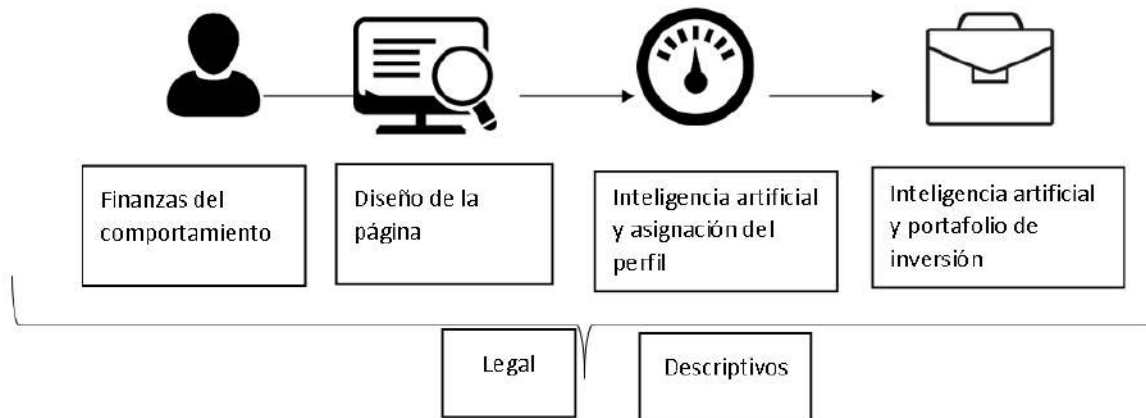 Finanzas del
comportamiento
Diseño de la
página
Inteligencia artificial
y asignación del
perfil
Inteligencia artificial
y portafolio de
inversión
Legal
Descriptivos